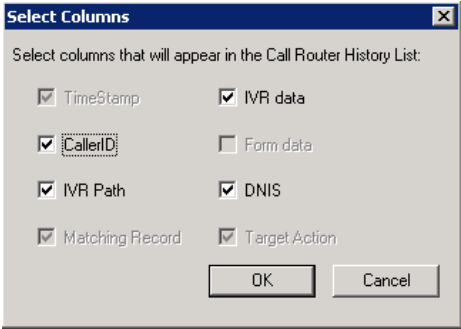 Select Columns
Select columns that will appear in the Call Router History List:
TimeStamp IVR data
CallerID Form data
IVR Path DNIS
Matching Record Target Action
OK Cancel